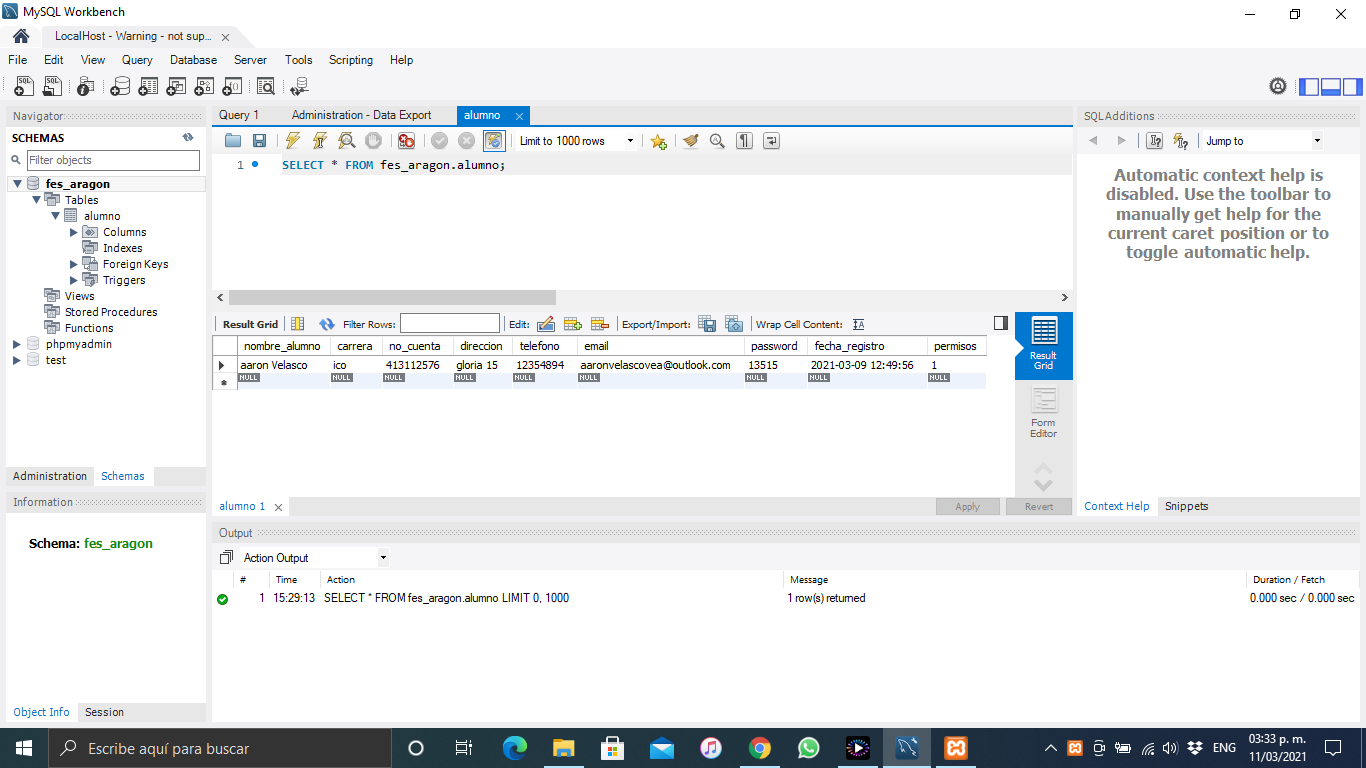 MySQL Workbench
LocalHost - Warning - not sup...
File Edit View Query Database Server Tools Scripting Help
Navigator
SCHEMAS
Filter objects
fes_aragon
Tables
alumno
Columns
Indexes
Foreign Keys
Triggers
Views
Stored Procedures
Functions
phpmyadmin
test
Administration Schemas
Information
Schema: fes_aragon
Object Info Session
Query 1 Administration - Data Export alumno
Limit to 1000 rows
1 SELECT * FROM fes_aragon.alumno;
Result Grid Filter Rows: Edit: Export/Import: Wrap Cell Content:
nombre_alumno carrera no_cuenta direccion telefono email password fecha_registro permisos
aaron Velasco ico 413112576 gloria 15 12354894 aaronvelascovea@outlook.com 13515 2021-03-09 12:49:56 1
NULL NULL NULL NULL NULL NULL NULL NULL NULL
Result
Grid
Form
Editor
alumno 1
Apply Revert
SQLAdditions
Jump to
Automatic context help is
disabled. Use the toolbar to
manually get help for the
current caret position or to
toggle automatic help.
Context Help Snippets
Output
Action Output
# Time Action Message Duration / Fetch
1 15:29:13 SELECT * FROM fes_aragon.alumno LIMIT 0, 1000 1 row(s) returned 0.000 sec / 0.000 sec
Escribe aquí para buscar
ENG
03:33 p. m.
11/03/2021